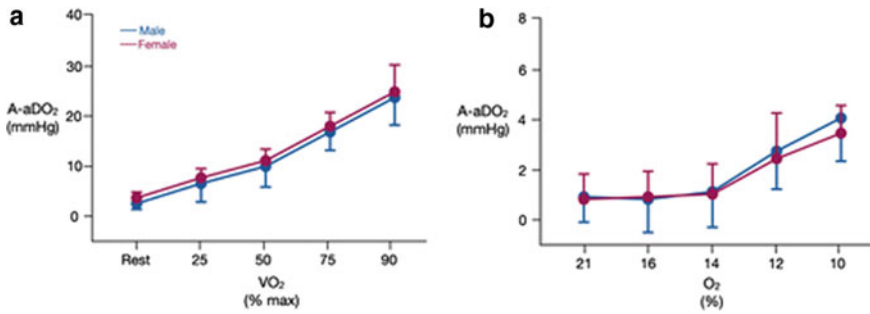 a
40
30
20
10
0
A-aDO₂
(mmHg)
Male
Female
Rest 25 50 75 90
VO₂
(% max)
b
8
6
4
2
0
A-aDO₂
(mmHg)
21 16 14 12 10
O₂
(%)